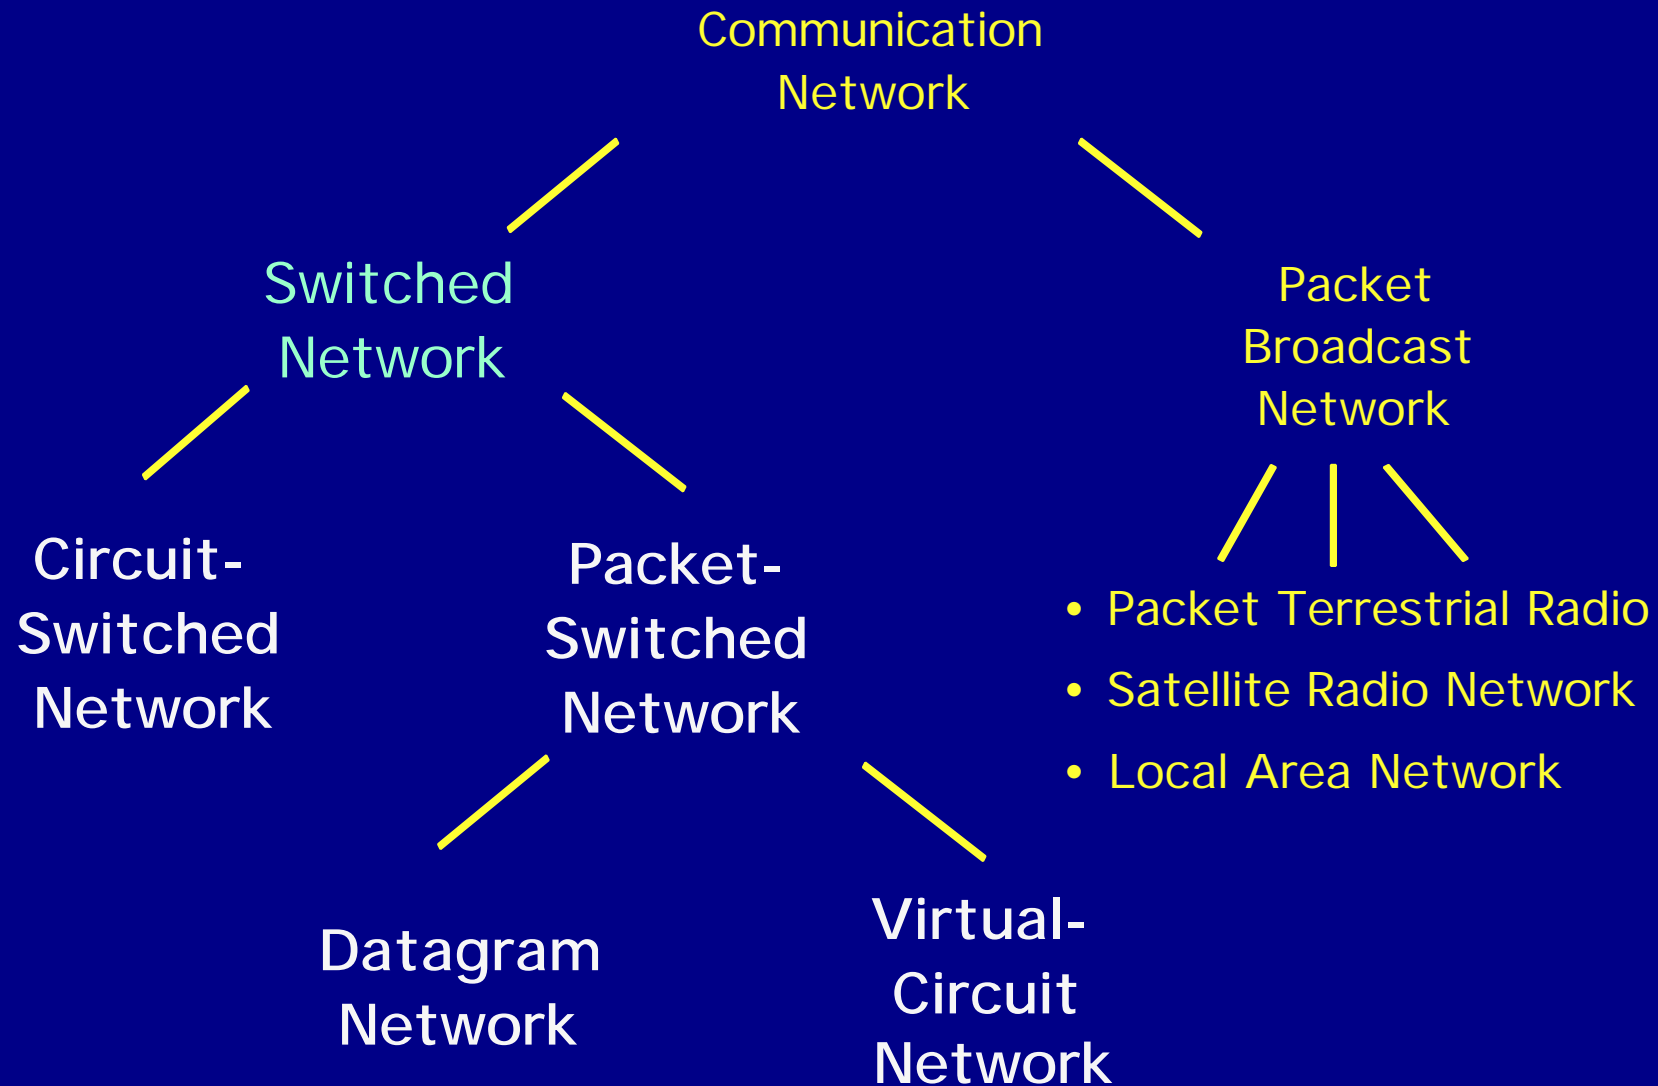 Communication
Network
Switched
Network
Packet
Broadcast
Network
Circuit-
Switched
Network
Packet-
Switched
Network
• Packet Terrestrial Radio
• Satellite Radio Network
• Local Area Network
Datagram
Network
Virtual-
Circuit
Network